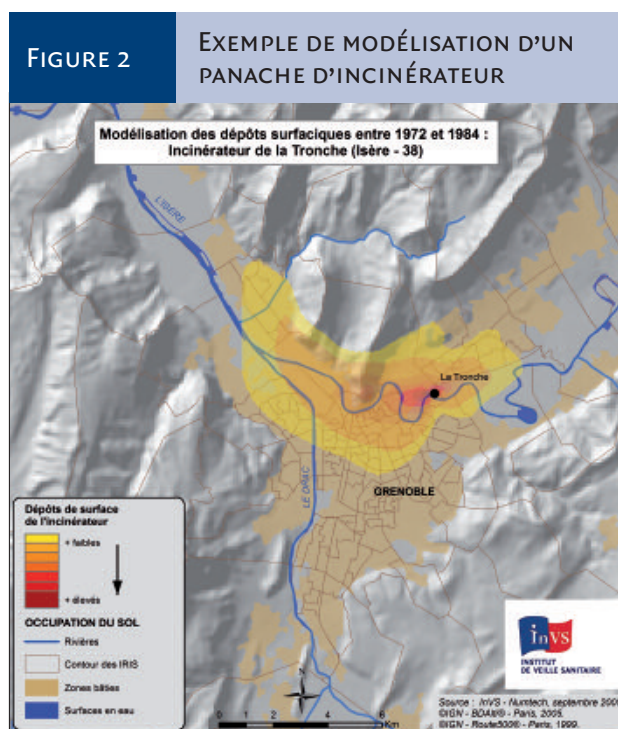 FIGURE 2
EXEMPLE DE MODÉLISATION D'UN
PANACHE D'INCINÉRATEUR
Modélisation des dépôts surfaciques entre 1972 et 1984 :
Incinérateur de la Tronche (Isère - 38)
L'ISERE
La Tronche
LE DRAC
GRENOBLE
Dépôts de surface
de l'incinérateur
+ faibles
+ élevés
OCCUPATION DU SOL
Rivières
Contour des IRIS
Zones bâties
Surfaces en eau
N
0 2 4 6
Km
InVS
INSTITUT
DE VEILLE SANITAIRE
Source : InVS - Numtech, septembre
©IGN - Paris, 2005.
©IGN - Route500® - Paris, 1999.